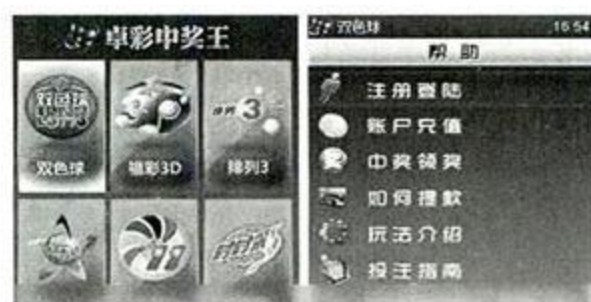 卓彩中奖王
双色球
福彩3D
排列3
双色球 16:54
帮助
注册登陆
账户充值
中奖领奖
如何提款
玩法介绍
投注指南